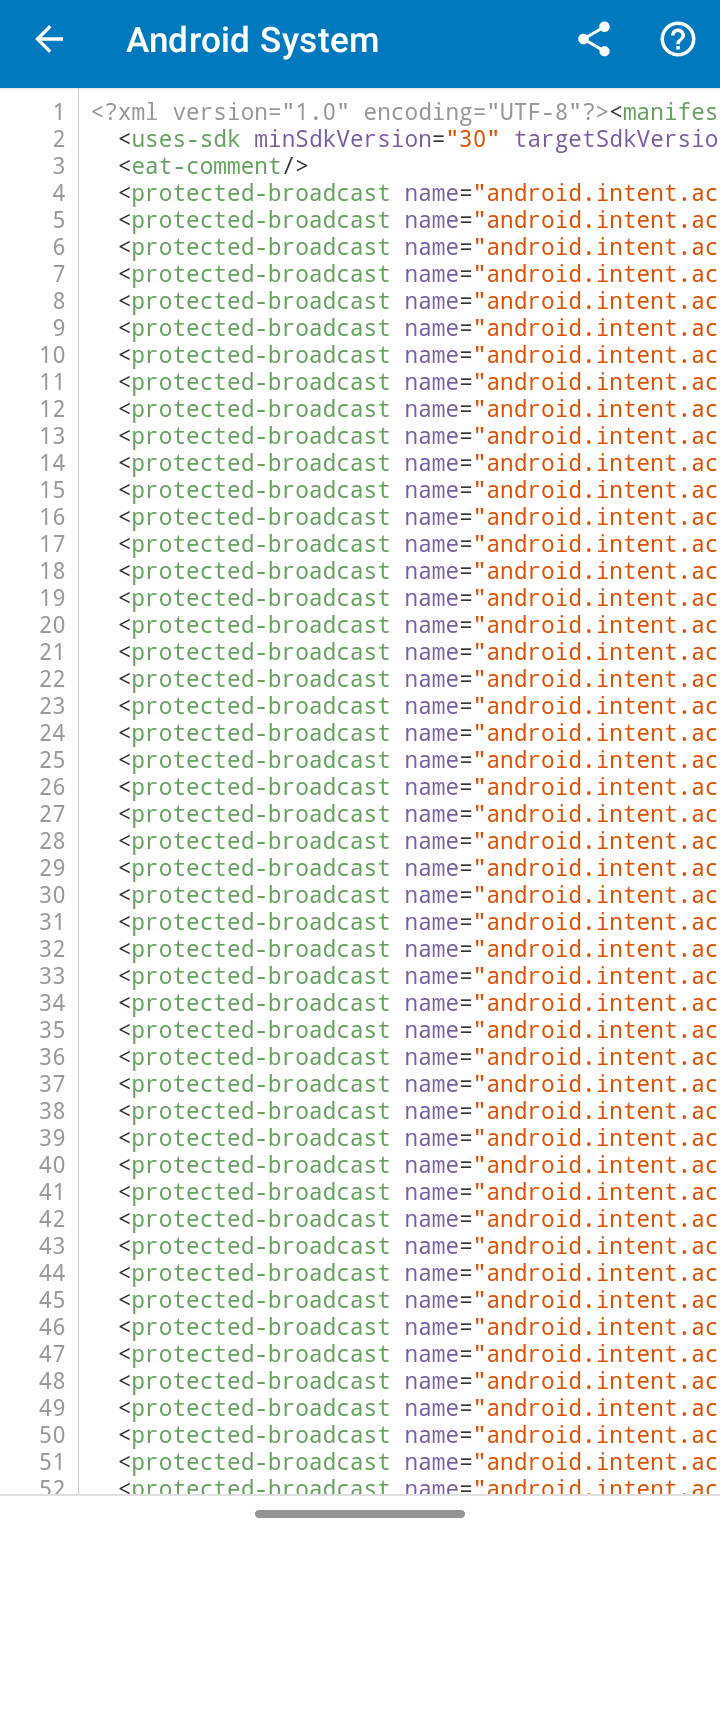 Android System
1 <?xml version="1.0" encoding="UTF-8"?><manifes
2 <uses-sdk minSdkVersion="30" targetSdkVersio
3 <eat-comment/>
4 <protected-broadcast name="android.intent.ac
5 <protected-broadcast name="android.intent.ac
6 <protected-broadcast name="android.intent.ac
7 <protected-broadcast name="android.intent.ac
8 <protected-broadcast name="android.intent.ac
9 <protected-broadcast name="android.intent.ac
10 <protected-broadcast name="android.intent.ac
11 <protected-broadcast name="android.intent.ac
12 <protected-broadcast name="android.intent.ac
13 <protected-broadcast name="android.intent.ac
14 <protected-broadcast name="android.intent.ac
15 <protected-broadcast name="android.intent.ac
16 <protected-broadcast name="android.intent.ac
17 <protected-broadcast name="android.intent.ac
18 <protected-broadcast name="android.intent.ac
19 <protected-broadcast name="android.intent.ac
20 <protected-broadcast name="android.intent.ac
21 <protected-broadcast name="android.intent.ac
22 <protected-broadcast name="android.intent.ac
23 <protected-broadcast name="android.intent.ac
24 <protected-broadcast name="android.intent.ac
25 <protected-broadcast name="android.intent.ac
26 <protected-broadcast name="android.intent.ac
27 <protected-broadcast name="android.intent.ac
28 <protected-broadcast name="android.intent.ac
29 <protected-broadcast name="android.intent.ac
30 <protected-broadcast name="android.intent.ac
31 <protected-broadcast name="android.intent.ac
32 <protected-broadcast name="android.intent.ac
33 <protected-broadcast name="android.intent.ac
34 <protected-broadcast name="android.intent.ac
35 <protected-broadcast name="android.intent.ac
36 <protected-broadcast name="android.intent.ac
37 <protected-broadcast name="android.intent.ac
38 <protected-broadcast name="android.intent.ac
39 <protected-broadcast name="android.intent.ac
40 <protected-broadcast name="android.intent.ac
41 <protected-broadcast name="android.intent.ac
42 <protected-broadcast name="android.intent.ac
43 <protected-broadcast name="android.intent.ac
44 <protected-broadcast name="android.intent.ac
45 <protected-broadcast name="android.intent.ac
46 <protected-broadcast name="android.intent.ac
47 <protected-broadcast name="android.intent.ac
48 <protected-broadcast name="android.intent.ac
49 <protected-broadcast name="android.intent.ac
50 <protected-broadcast name="android.intent.ac
51 <protected-broadcast name="android.intent.ac
52 <protected-broadcast name="android.intent.ac